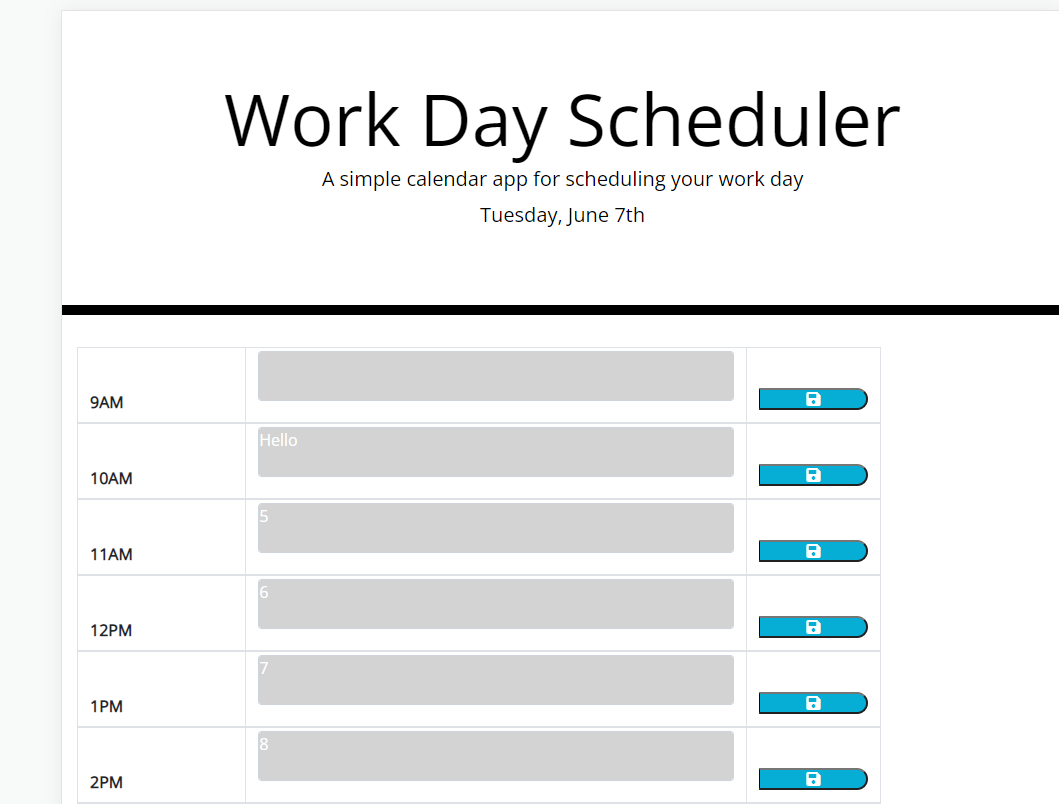 Work Day Scheduler
A simple calendar app for scheduling your work day
Tuesday, June 7th
9AM
Hello
10AM
5
11AM
6
12PM
7
1PM
8
2PM